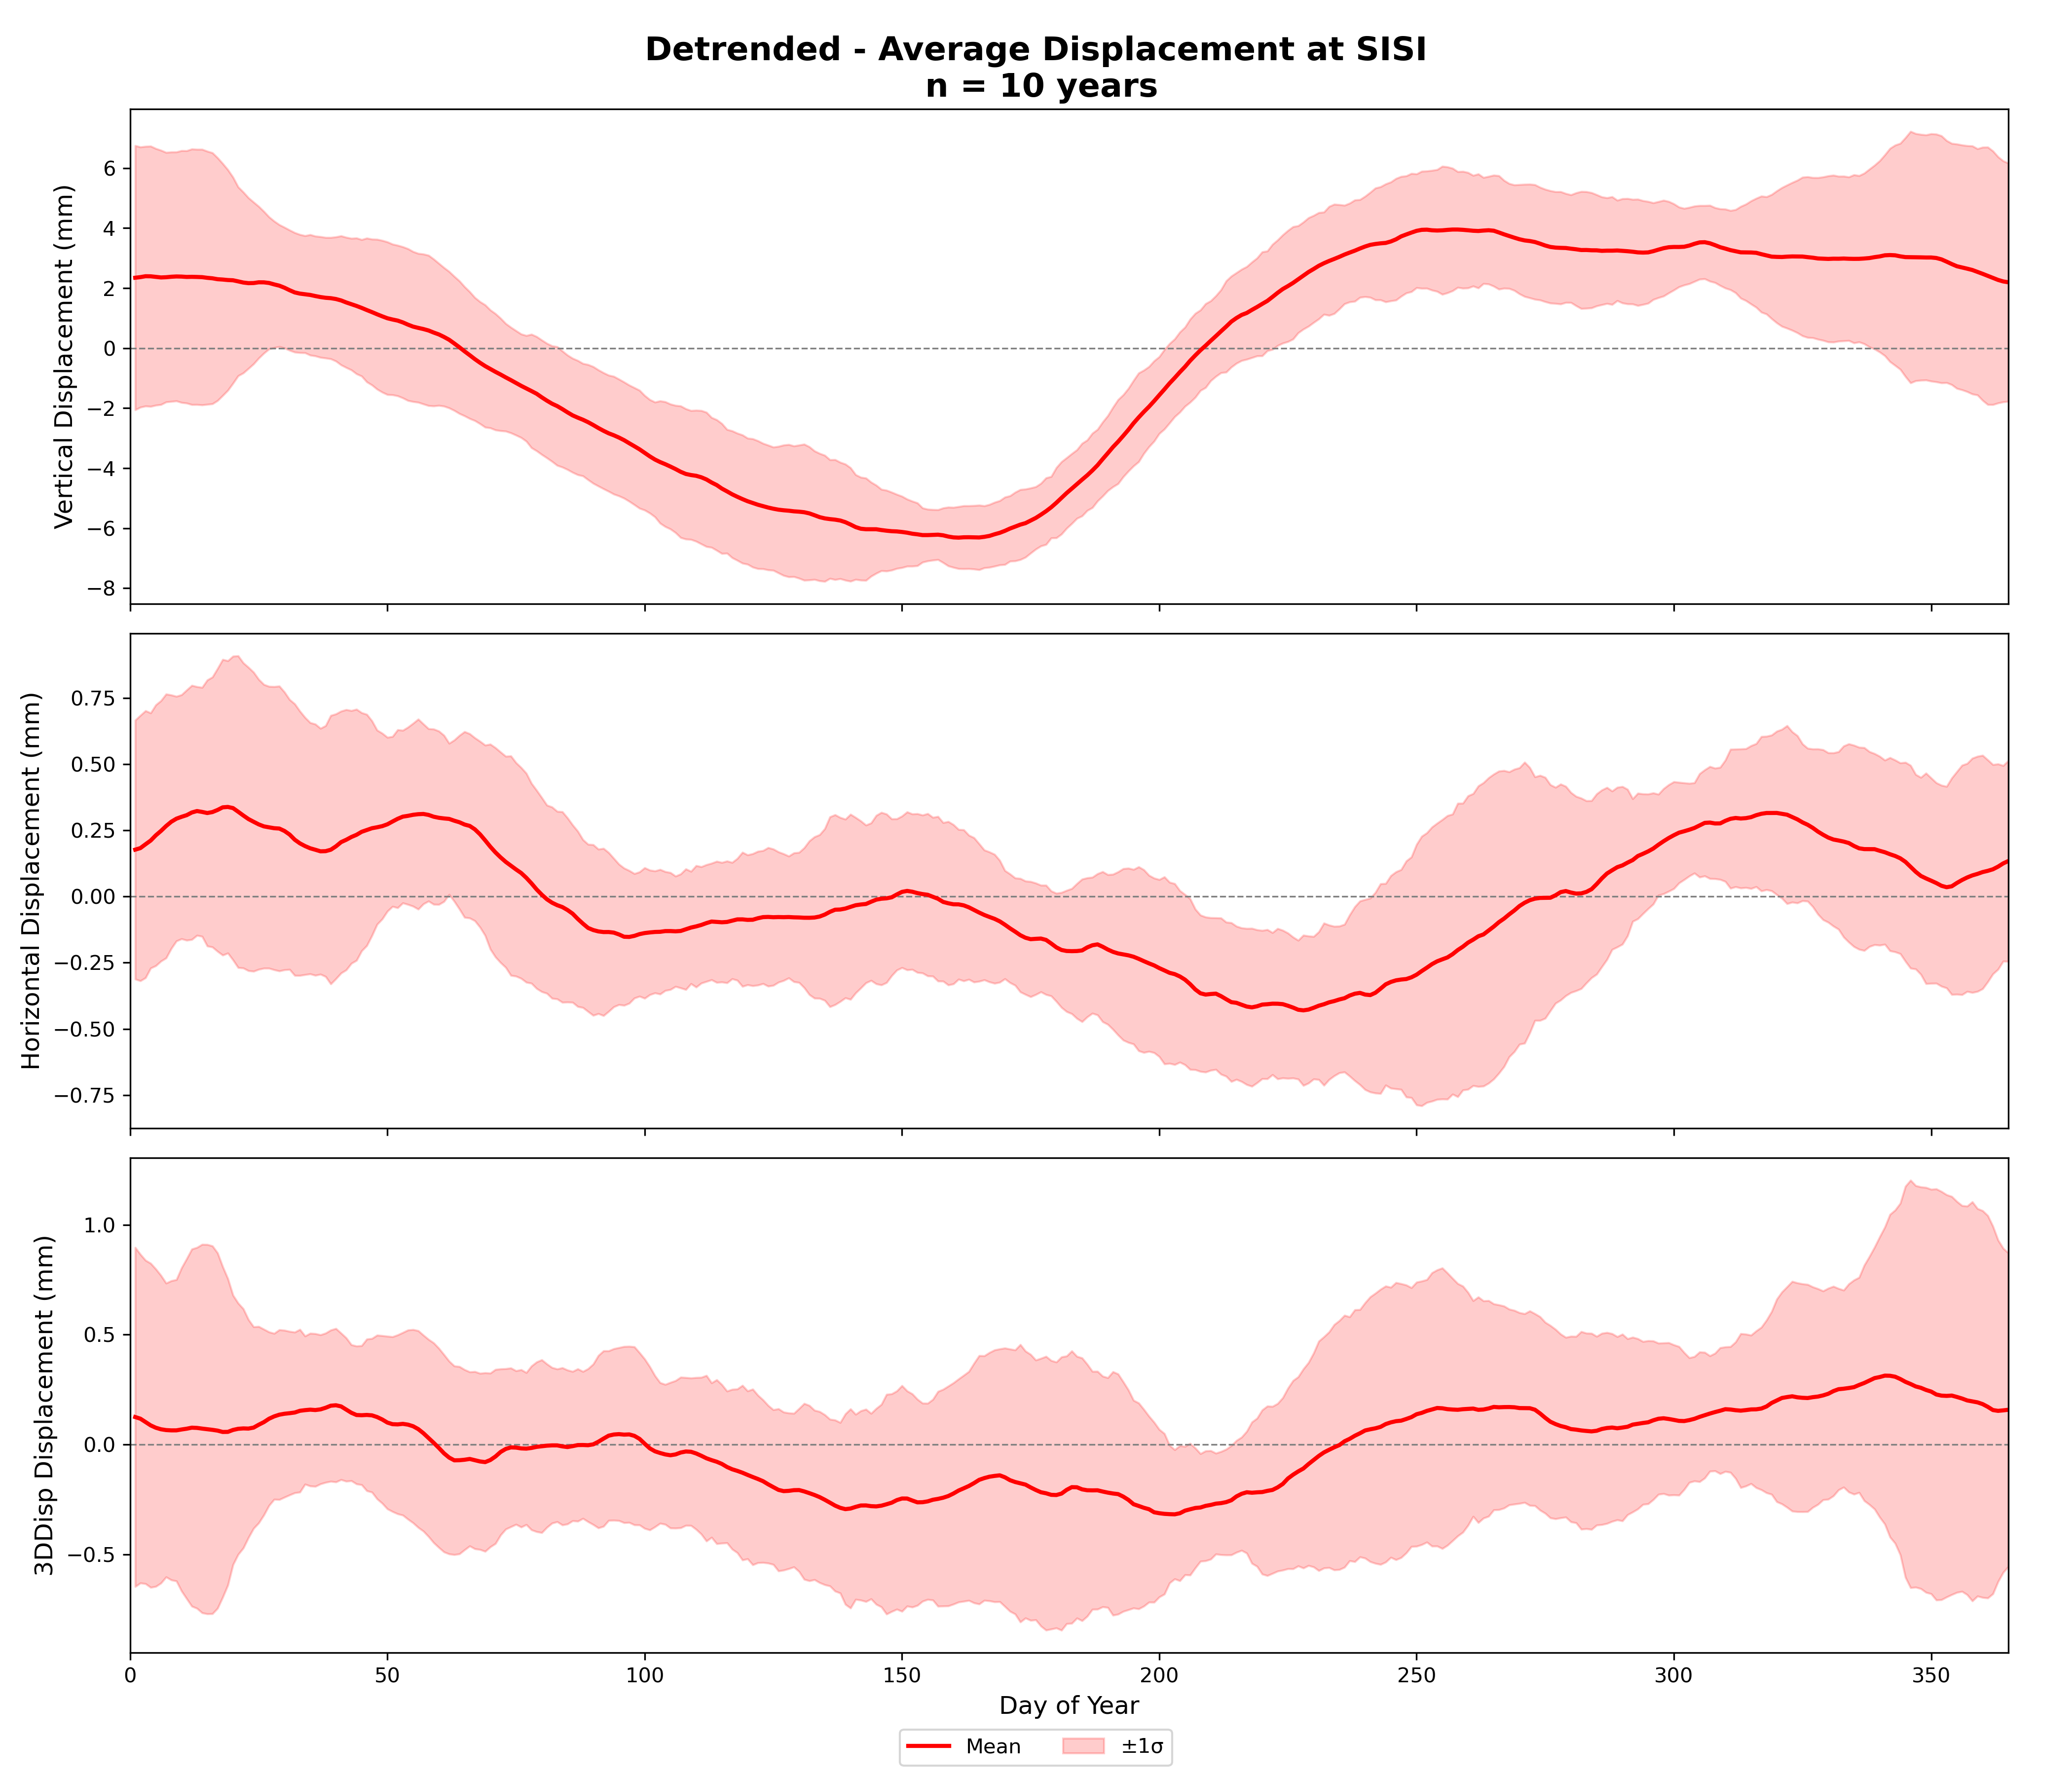 Detrended - Average Displacement at SISI
n = 10 years
Vertical Displacement (mm)
6
4
2
0
−2
−4
−6
−8
Horizontal Displacement (mm)
0.75
0.50
0.25
0.00
−0.25
−0.50
−0.75
3DDisp Displacement (mm)
1.0
0.5
0.0
−0.5
0 50 100 150 200 250 300 350
Day of Year
Mean ±1σ